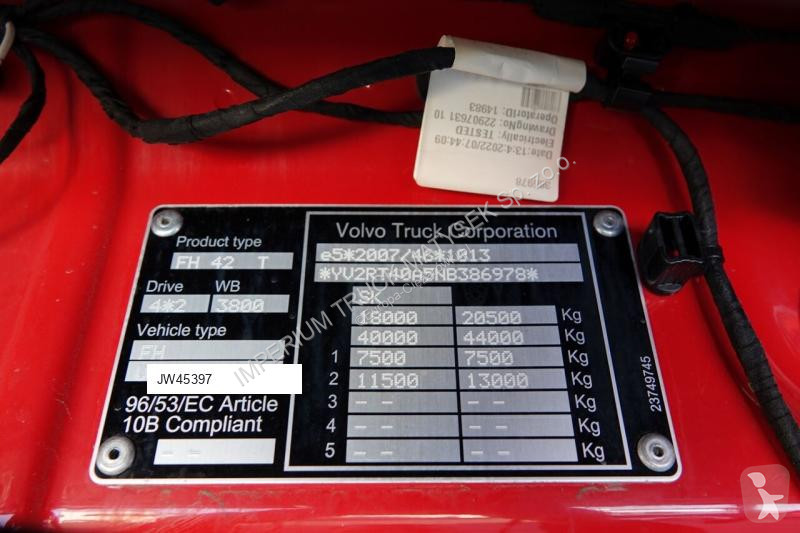 Date:13:4:2022/07:44:09
Electrically: TESTED
DrawingNo: 22907631 10
OperatorID: 14983
Volvo Truck Corporation
Product type
FH 42 T
Drive WB
4*2 3800
Vehicle type
FH
JW45397
96/53/EC Article
10B Compliant
-- --
e5*2007/46*1013
*YV2RT40A5NB386978*
18000 20500 Kg
40000 44000 Kg
1 7500 7500 Kg
2 11500 13000 Kg
3 -- -- -- -- Kg
4 -- -- -- -- Kg
5 -- -- -- -- Kg
23749745
IMPERIUM TRUCK MATYSEK Sp. z o.o.